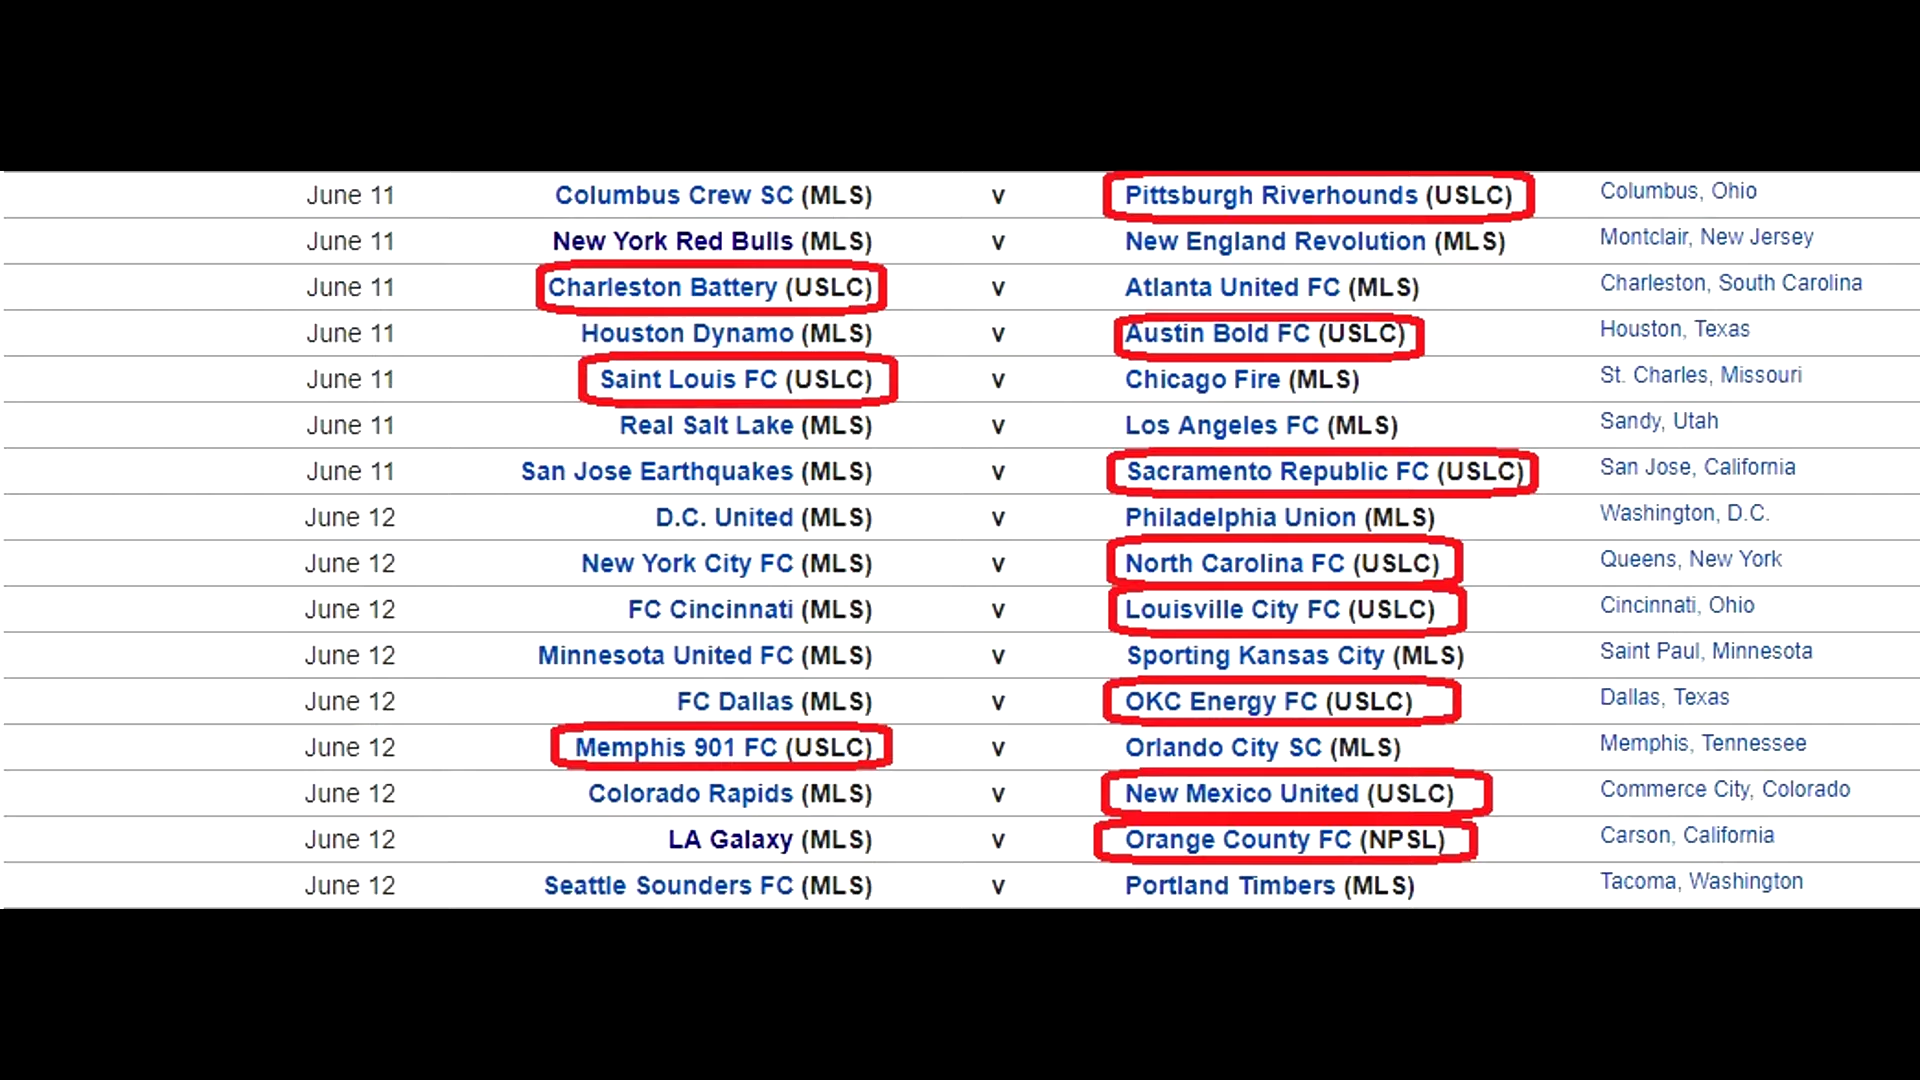 June 11 Columbus Crew SC (MLS) v Pittsburgh Riverhounds (USLC) Columbus, Ohio
June 11 New York Red Bulls (MLS) v New England Revolution (MLS) Montclair, New Jersey
June 11 Charleston Battery (USLC) v Atlanta United FC (MLS) Charleston, South Carolina
June 11 Houston Dynamo (MLS) v Austin Bold FC (USLC) Houston, Texas
June 11 Saint Louis FC (USLC) v Chicago Fire (MLS) St. Charles, Missouri
June 11 Real Salt Lake (MLS) v Los Angeles FC (MLS) Sandy, Utah
June 11 San Jose Earthquakes (MLS) v Sacramento Republic FC (USLC) San Jose, California
June 12 D.C. United (MLS) v Philadelphia Union (MLS) Washington, D.C.
June 12 New York City FC (MLS) v North Carolina FC (USLC) Queens, New York
June 12 FC Cincinnati (MLS) v Louisville City FC (USLC) Cincinnati, Ohio
June 12 Minnesota United FC (MLS) v Sporting Kansas City (MLS) Saint Paul, Minnesota
June 12 FC Dallas (MLS) v OKC Energy FC (USLC) Dallas, Texas
June 12 Memphis 901 FC (USLC) v Orlando City SC (MLS) Memphis, Tennessee
June 12 Colorado Rapids (MLS) v New Mexico United (USLC) Commerce City, Colorado
June 12 LA Galaxy (MLS) v Orange County FC (NPSL) Carson, California
June 12 Seattle Sounders FC (MLS) v Portland Timbers (MLS) Tacoma, Washington